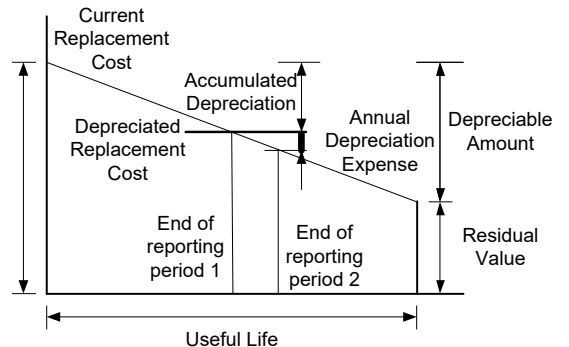 Current
Replacement
Cost
Accumulated
Depreciation
Depreciated
Replacement
Cost
Annual
Depreciation
Expense
Depreciable
Amount
End of
reporting
period 1
End of
reporting
period 2
Residual
Value
Useful Life